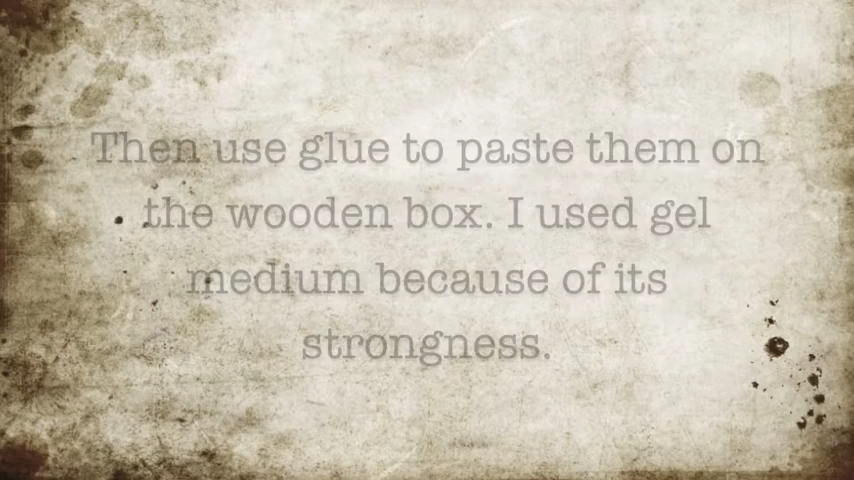 Then use glue to paste them on
the wooden box. I used gel
medium because of its
strongness.